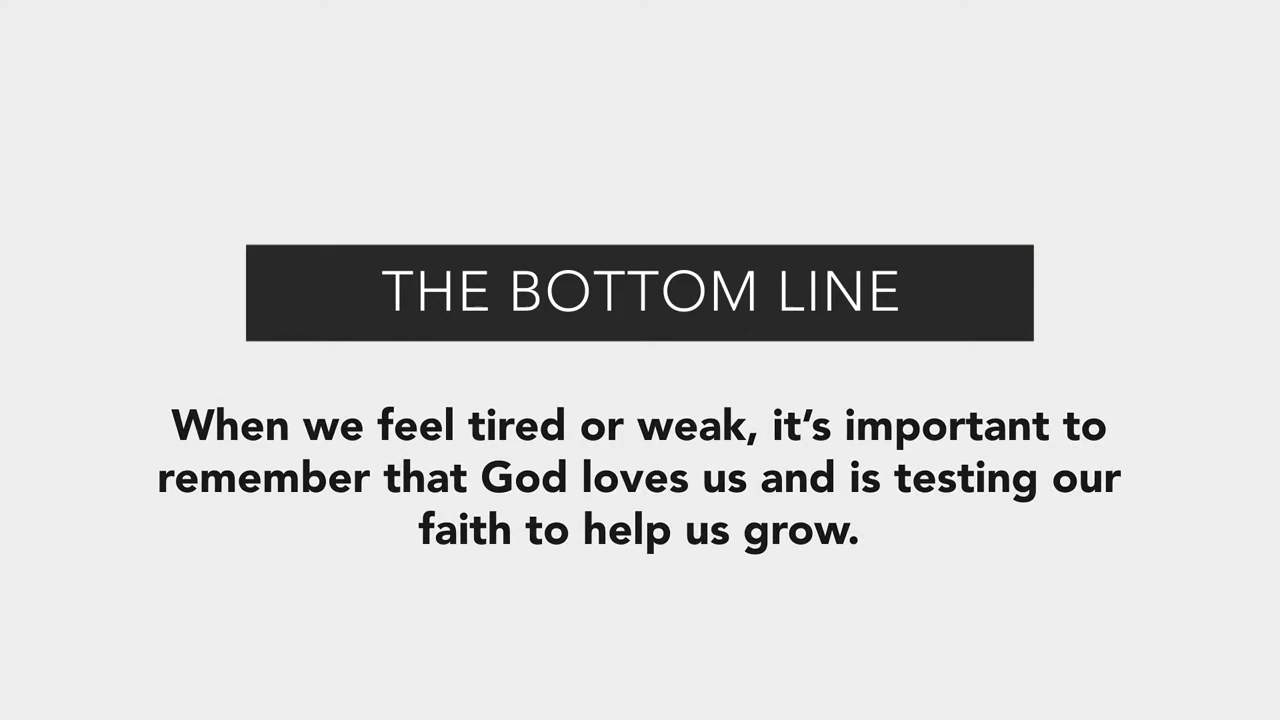 THE BOTTOM LINE
When we feel tired or weak, it’s important to
remember that God loves us and is testing our
faith to help us grow.